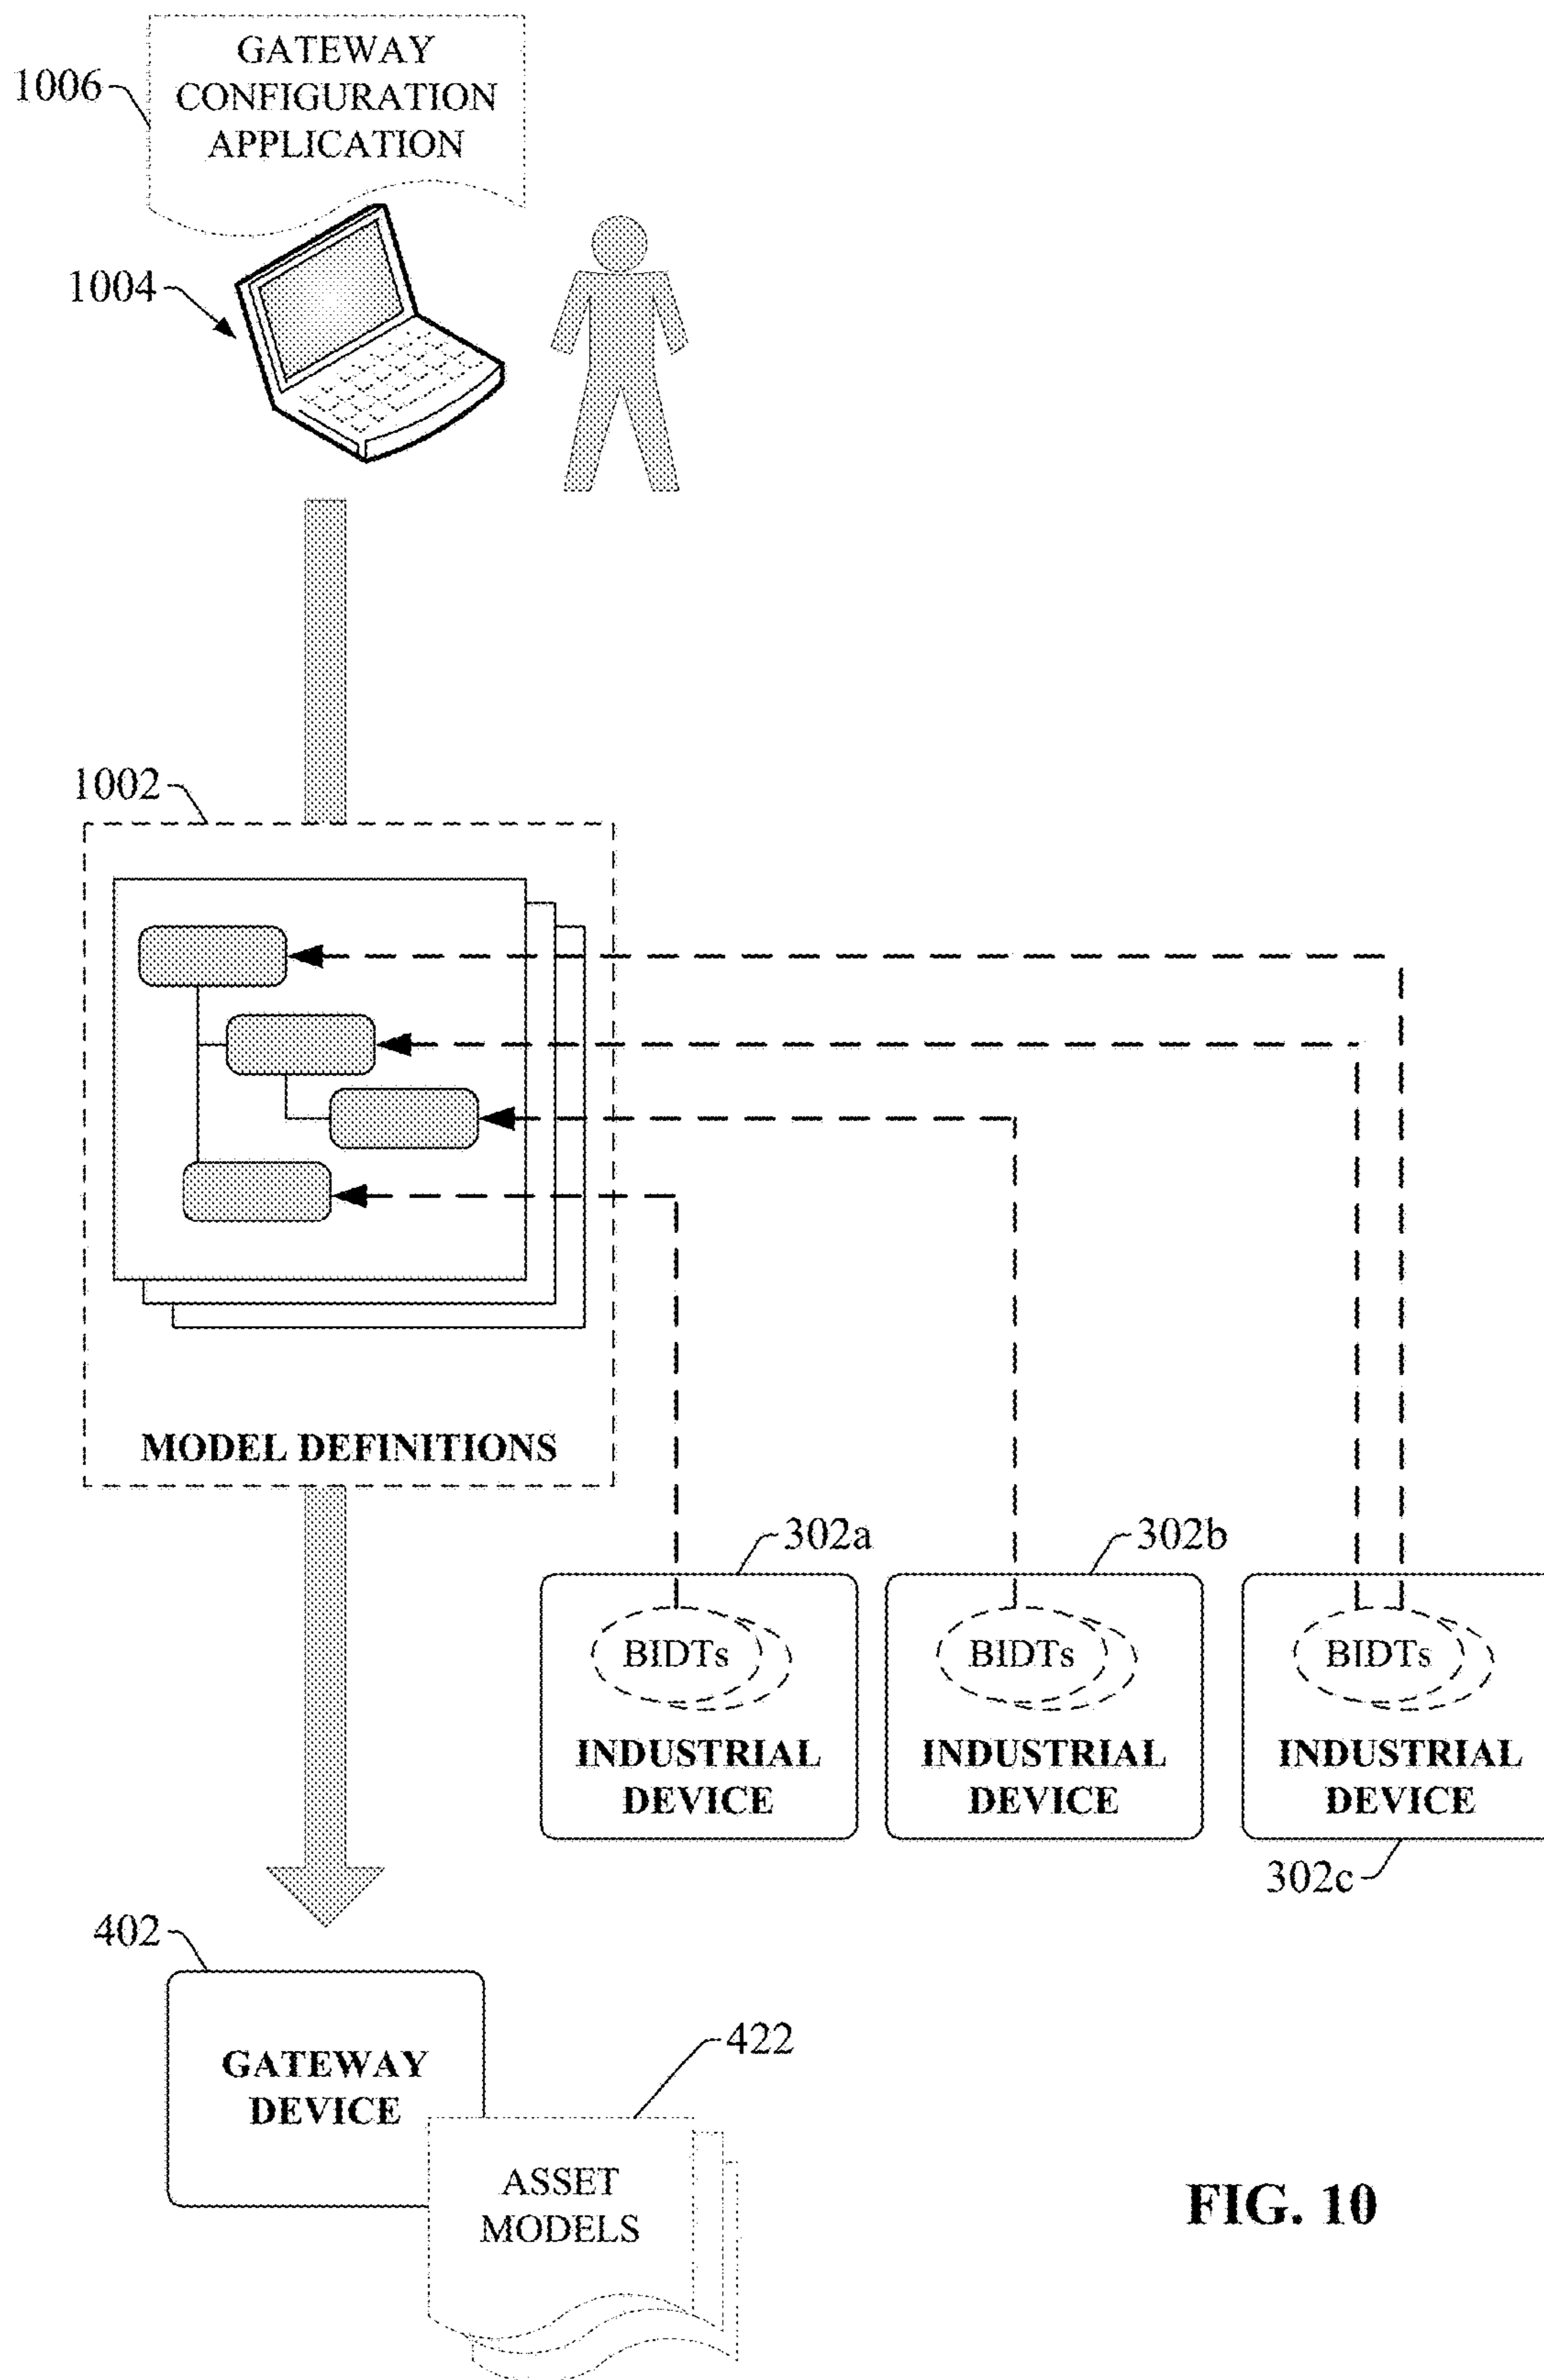 GATEWAY
CONFIGURATION
APPLICATION
1006
1004
1002
MODEL DEFINITIONS
302a
302b
BIDTs
INDUSTRIAL
DEVICE
BIDTs
INDUSTRIAL
DEVICE
BIDTs
INDUSTRIAL
DEVICE
302c
402
GATEWAY
DEVICE
422
ASSET
MODELS
FIG. 10